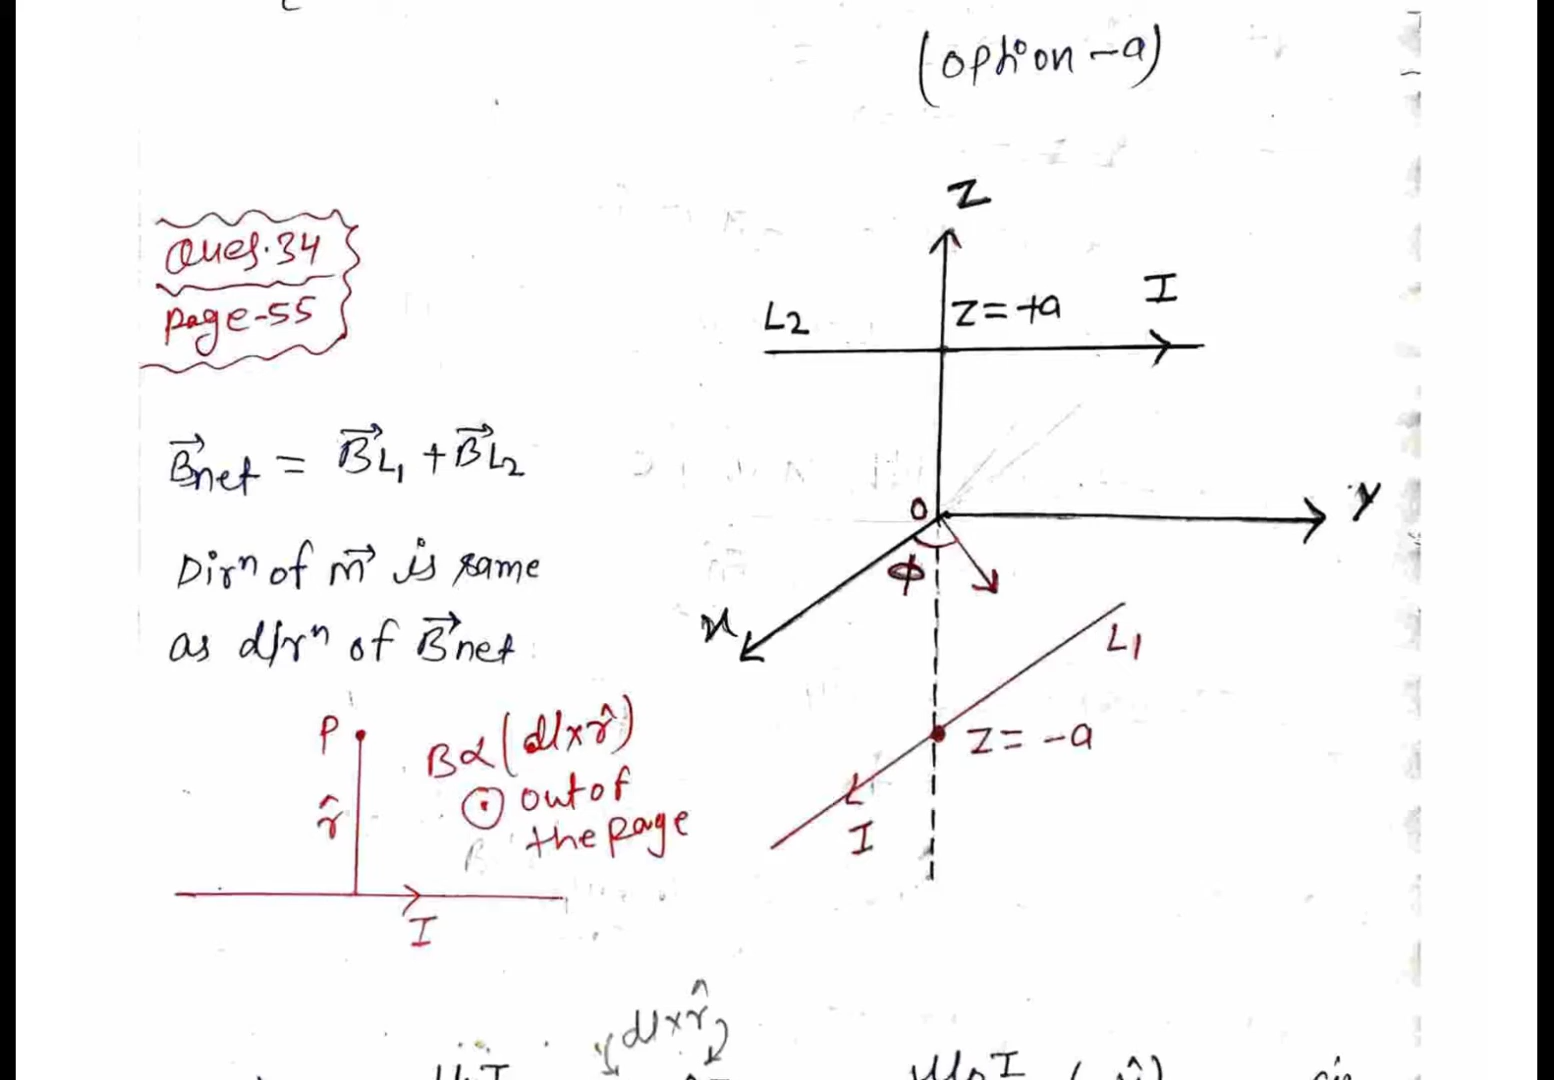 (option -a)
Ques. 34
page-55
Z
I
L2
Z = +a
B⃗net = B⃗L1 + B⃗L2
O
y
Dirⁿ of m⃗ is same
ϕ
as dirⁿ of B⃗net
x
L1
P
B α (dl × r̂)
Z = -a
r̂
⊙ out of
the page
I
I
dl × r̂
μ0I